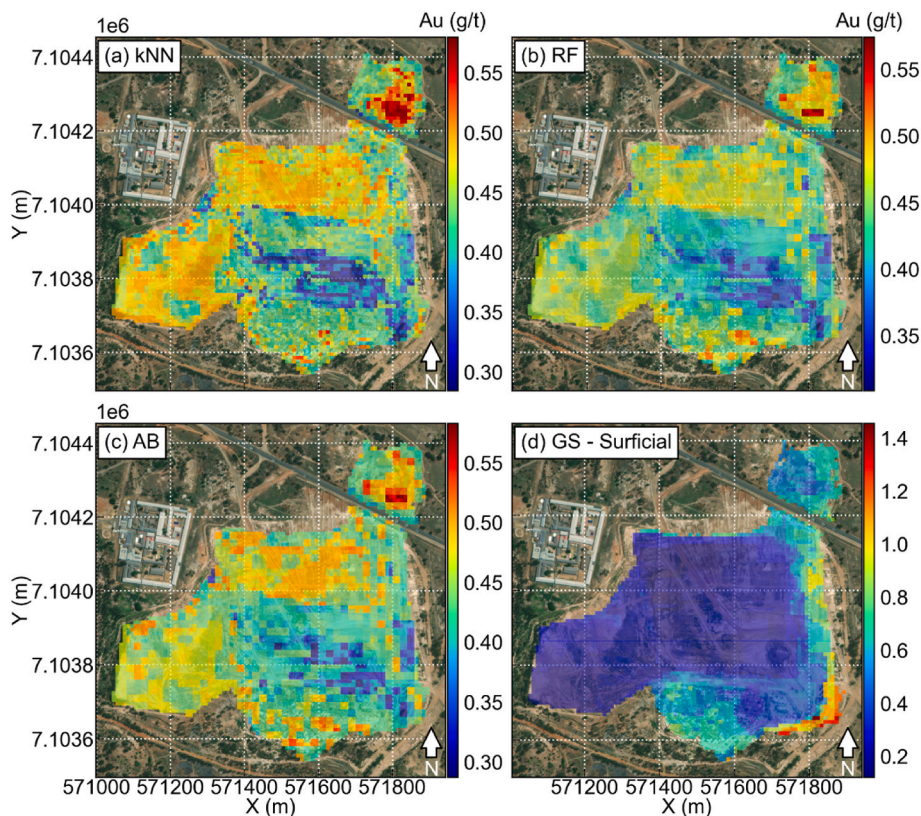 1e6
Au (g/t)
Au (g/t)
(a) kNN
(b) RF
7.1044
7.1042
7.1040
7.1038
7.1036
Y (m)
0.55
0.50
0.45
0.40
0.35
0.30
0.55
0.50
0.45
0.40
0.35
N
N
1e6
(c) AB
(d) GS - Surficial
7.1044
7.1042
7.1040
7.1038
7.1036
Y (m)
0.55
0.50
0.45
0.40
0.35
0.30
1.4
1.2
1.0
0.8
0.6
0.4
0.2
N
N
571000 571200 571400 571600 571800
571200 571400 571600 571800
X (m)
X (m)